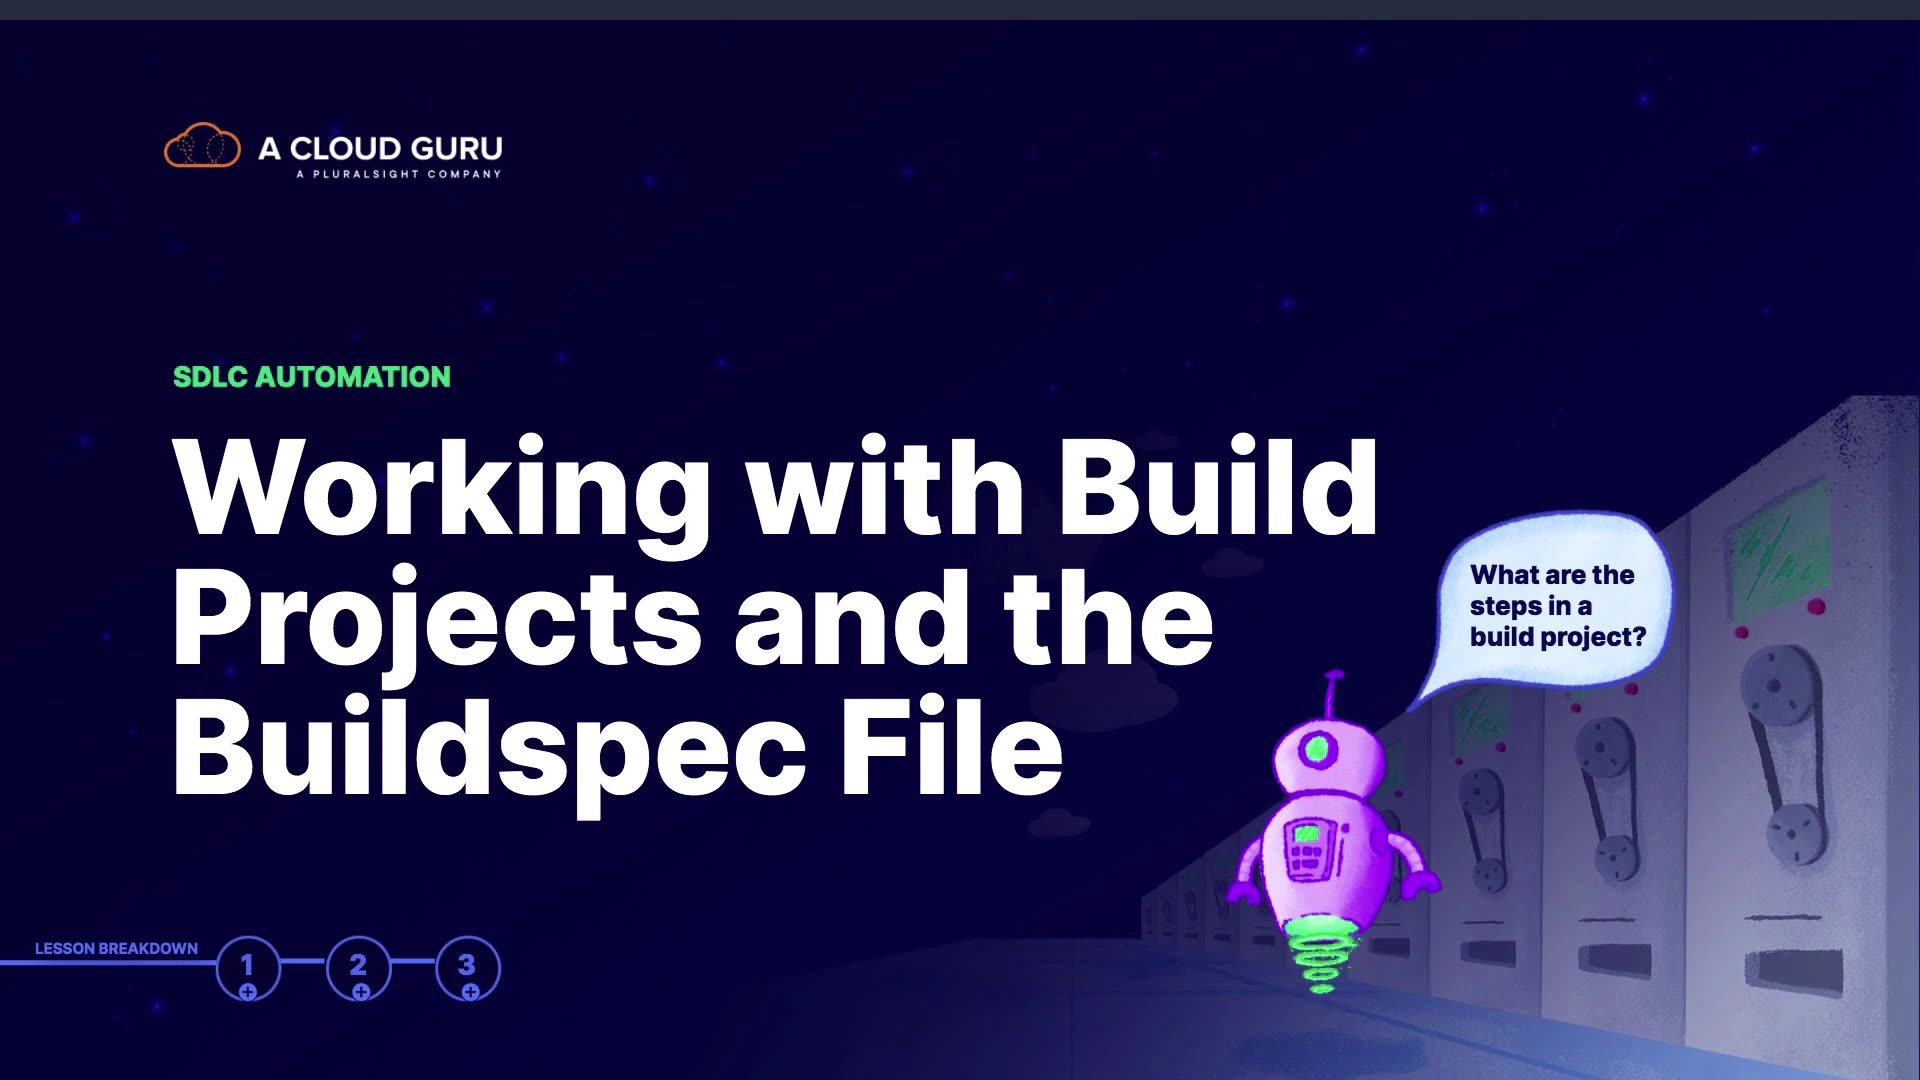 A CLOUD GURU
A PLURALSIGHT COMPANY
SDLC AUTOMATION
Working with Build
Projects and the
Buildspec File
What are the
steps in a
build project?
LESSON BREAKDOWN
1
2
3